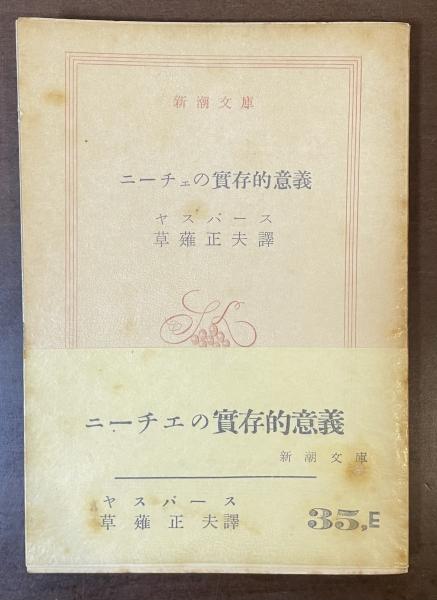 新潮文庫
ニーチェの實存的意義
ヤスパース
草薙正夫譯
ニーチエの實存的意義
新潮文庫
ヤスパース
草薙正夫譯
35,E